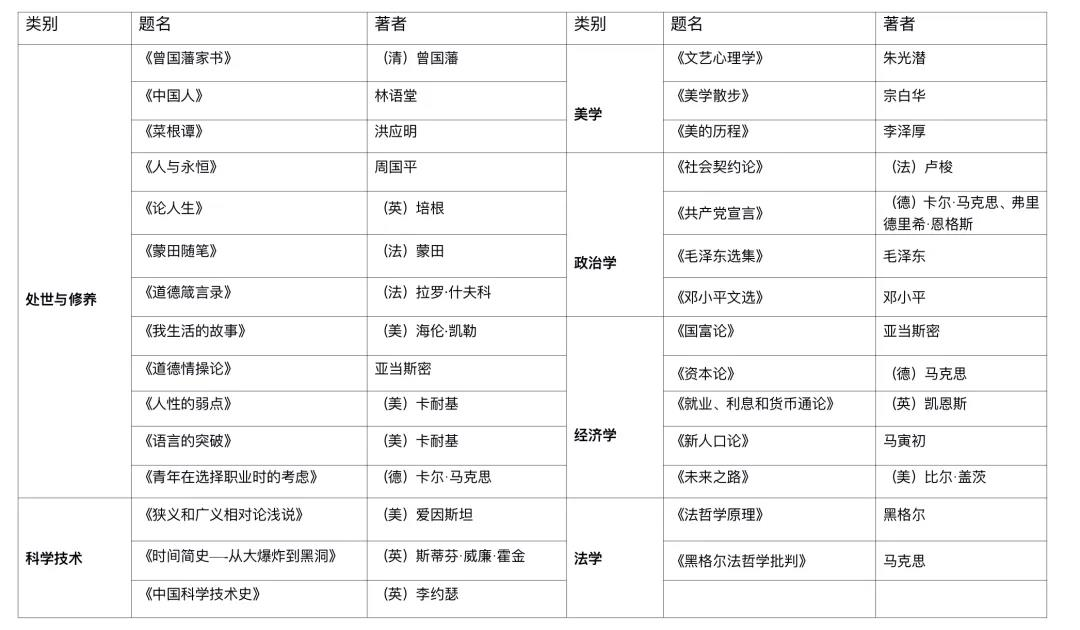 类别 题名 著者 类别 题名 著者
《曾国藩家书》 （清）曾国藩 《文艺心理学》 朱光潜
《中国人》 林语堂 《美学散步》 宗白华
美学
《菜根谭》 洪应明 《美的历程》 李泽厚
《人与永恒》 周国平 《社会契约论》 （法）卢梭
《论人生》 （英）培根 《共产党宣言》 （德）卡尔·马克思、弗里
德里希·恩格斯
《蒙田随笔》 （法）蒙田 政治学 《毛泽东选集》 毛泽东
处世与修养 《道德箴言录》 （法）拉罗·什夫科 《邓小平文选》 邓小平
《我生活的故事》 （美）海伦·凯勒 《国富论》 亚当斯密
《道德情操论》 亚当斯密 《资本论》 （德）马克思
《人性的弱点》 （美）卡耐基 《就业、利息和货币通论》 （英）凯恩斯
《语言的突破》 （美）卡耐基 经济学 《新人口论》 马寅初
《青年在选择职业时的考虑》 （德）卡尔·马克思 《未来之路》 （美）比尔·盖茨
《狭义和广义相对论浅说》 （美）爱因斯坦 《法哲学原理》 黑格尔
科学技术 《时间简史—-从大爆炸到黑洞》 （英）斯蒂芬·威廉·霍金 法学 《黑格尔法哲学批判》 马克思
《中国科学技术史》 （英）李约瑟